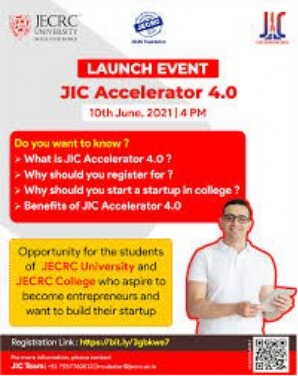 JECRC
UNIVERSITY
JECRC
JECRC Foundation
LAUNCH EVENT
JIC Accelerator 4.0
10th June, 2021 | 4 PM
Do you want to know ?
➤ What is JIC Accelerator 4.0 ?
➤ Why should you register for ?
➤ Why should you start a startup in college ?
➤ Benefits of JIC Accelerator 4.0
Opportunity for the students
of JECRC University and
JECRC College who aspire to
become entrepreneurs and
want to build their startup
Registration Link : https://bit.ly/3gbkwe7
For more information, please contact
JIC Team